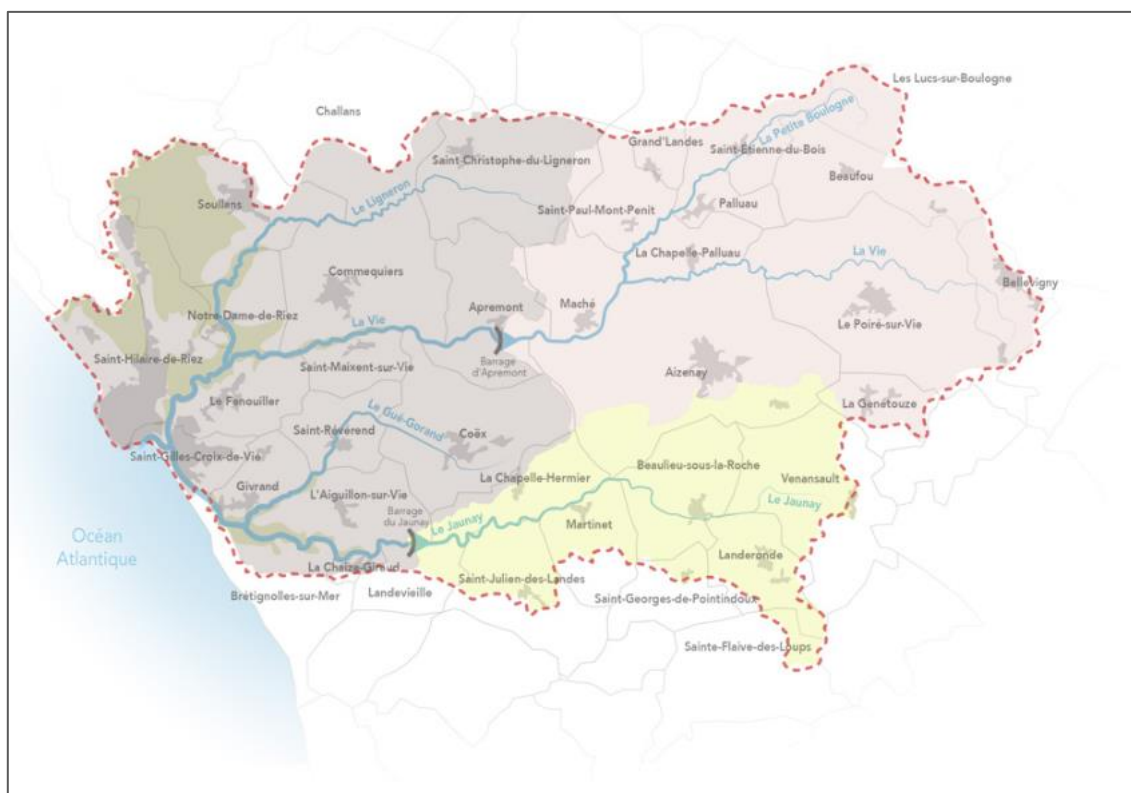 Les Lucs-sur-Boulogne
Challans
La Petite Boulogne
Grand'Landes
Saint-Etienne-du-Bois
Saint-Christophe-du-Ligneron
Beaufou
Le Ligneron
Soullans
Saint-Paul-Mont-Penit
Palluau
La Chapelle-Palluau
La Vie
Commequiers
Bellevigny
Apremont
Maché
Notre-Dame-de-Riez
La Vie
Le Poiré-sur-Vie
Saint-Hilaire-de-Riez
Saint-Maixent-sur-Vie
Barrage
d'Apremont
Aizenay
Le Fenouiller
Le Gué-Gorand
La Genétouze
Saint-Révérend
Coëx
Saint-Gilles-Croix-de-Vie
Beaulieu-sous-la-Roche
La Chapelle-Hermier
Venansault
Givrand
L'Aiguillon-sur-Vie
Le Jaunay
Barrage
du Jaunay
Le Jaunay
Martinet
Océan
Atlantique
Landeronde
La Chaize-Giraud
Saint-Julien-des-Landes
Brétignolles-sur-Mer
Landevieille
Saint-Georges-de-Pointindoux
Sainte-Flaive-des-Loups